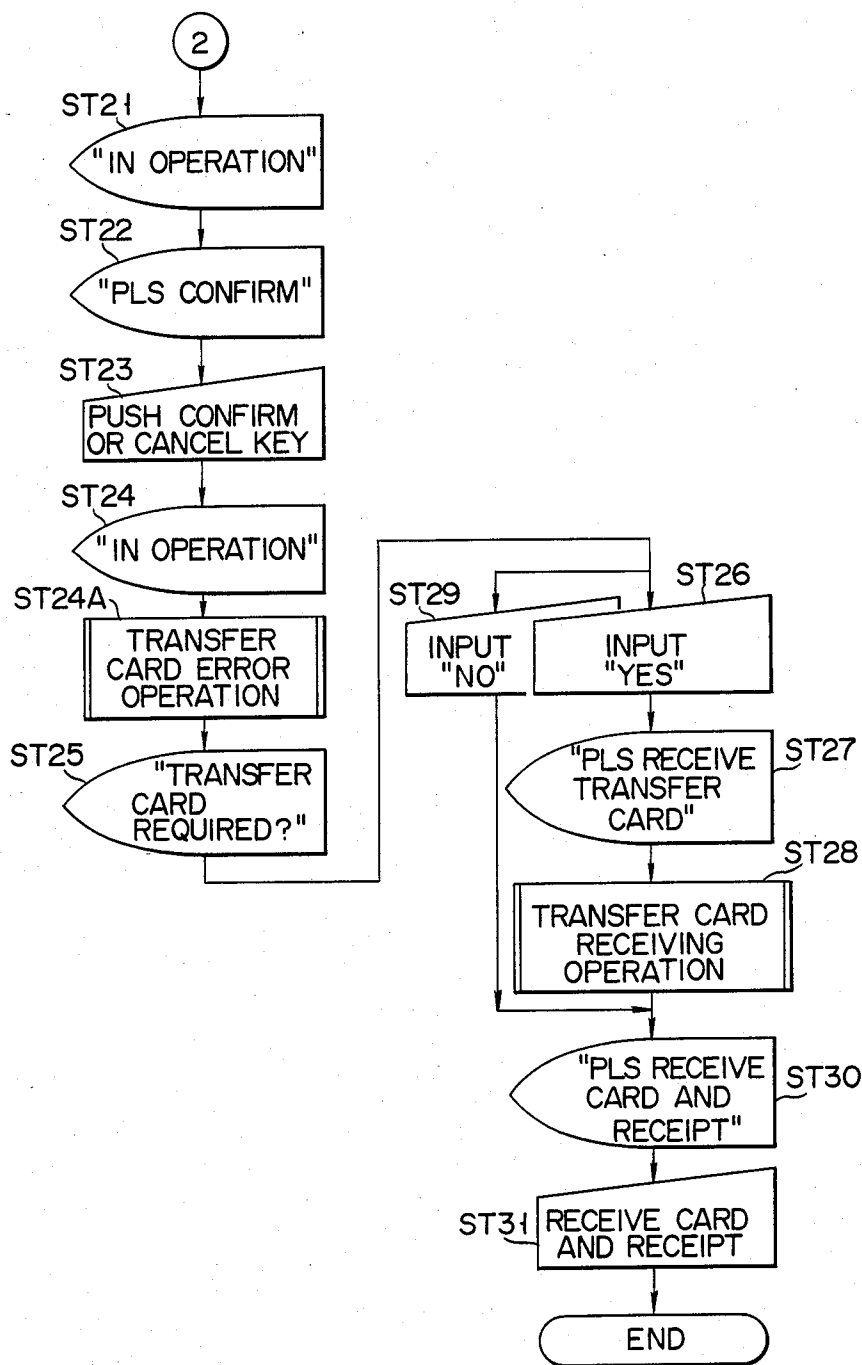 2
ST21
"IN OPERATION"
ST22
"PLS CONFIRM"
ST23
PUSH CONFIRM
OR CANCEL KEY
ST24
"IN OPERATION"
ST24A
TRANSFER
CARD ERROR
OPERATION
ST25
"TRANSFER
CARD
REQUIRED?"
ST29
INPUT
"NO"
ST26
INPUT
"YES"
"PLS RECEIVE
TRANSFER
CARD"
ST27
ST28
TRANSFER CARD
RECEIVING
OPERATION
"PLS RECEIVE
CARD AND
RECEIPT"
ST30
ST31
RECEIVE CARD
AND RECEIPT
END